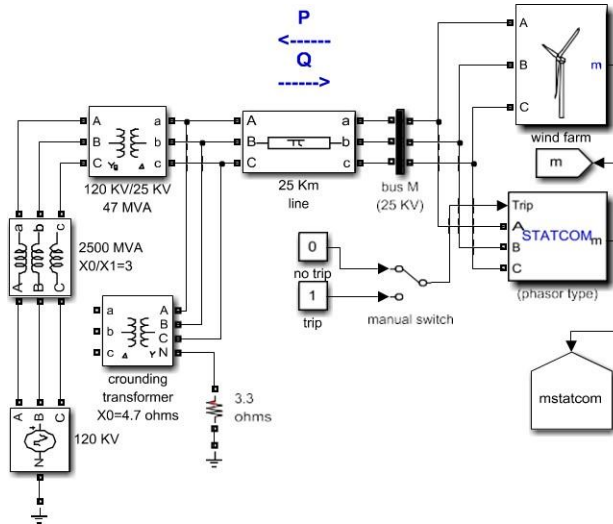 P
<------
Q
------>
A
B
C
m
wind farm
m
A
B
C
Yg
Δ
a
b
c
120 KV/25 KV
47 MVA
A
B
C
a
b
c
25 Km
line
bus M
(25 KV)
Trip
A
B
C
STATCOM
m
(phasor type)
a
b
c
A
B
C
2500 MVA
X0/X1=3
0
no trip
1
trip
manual switch
a
b
c
A
B
C
N
Δ
Y
crounding
transformer
X0=4.7 ohms
3.3
ohms
A
B
C
N
120 KV
mstatcom